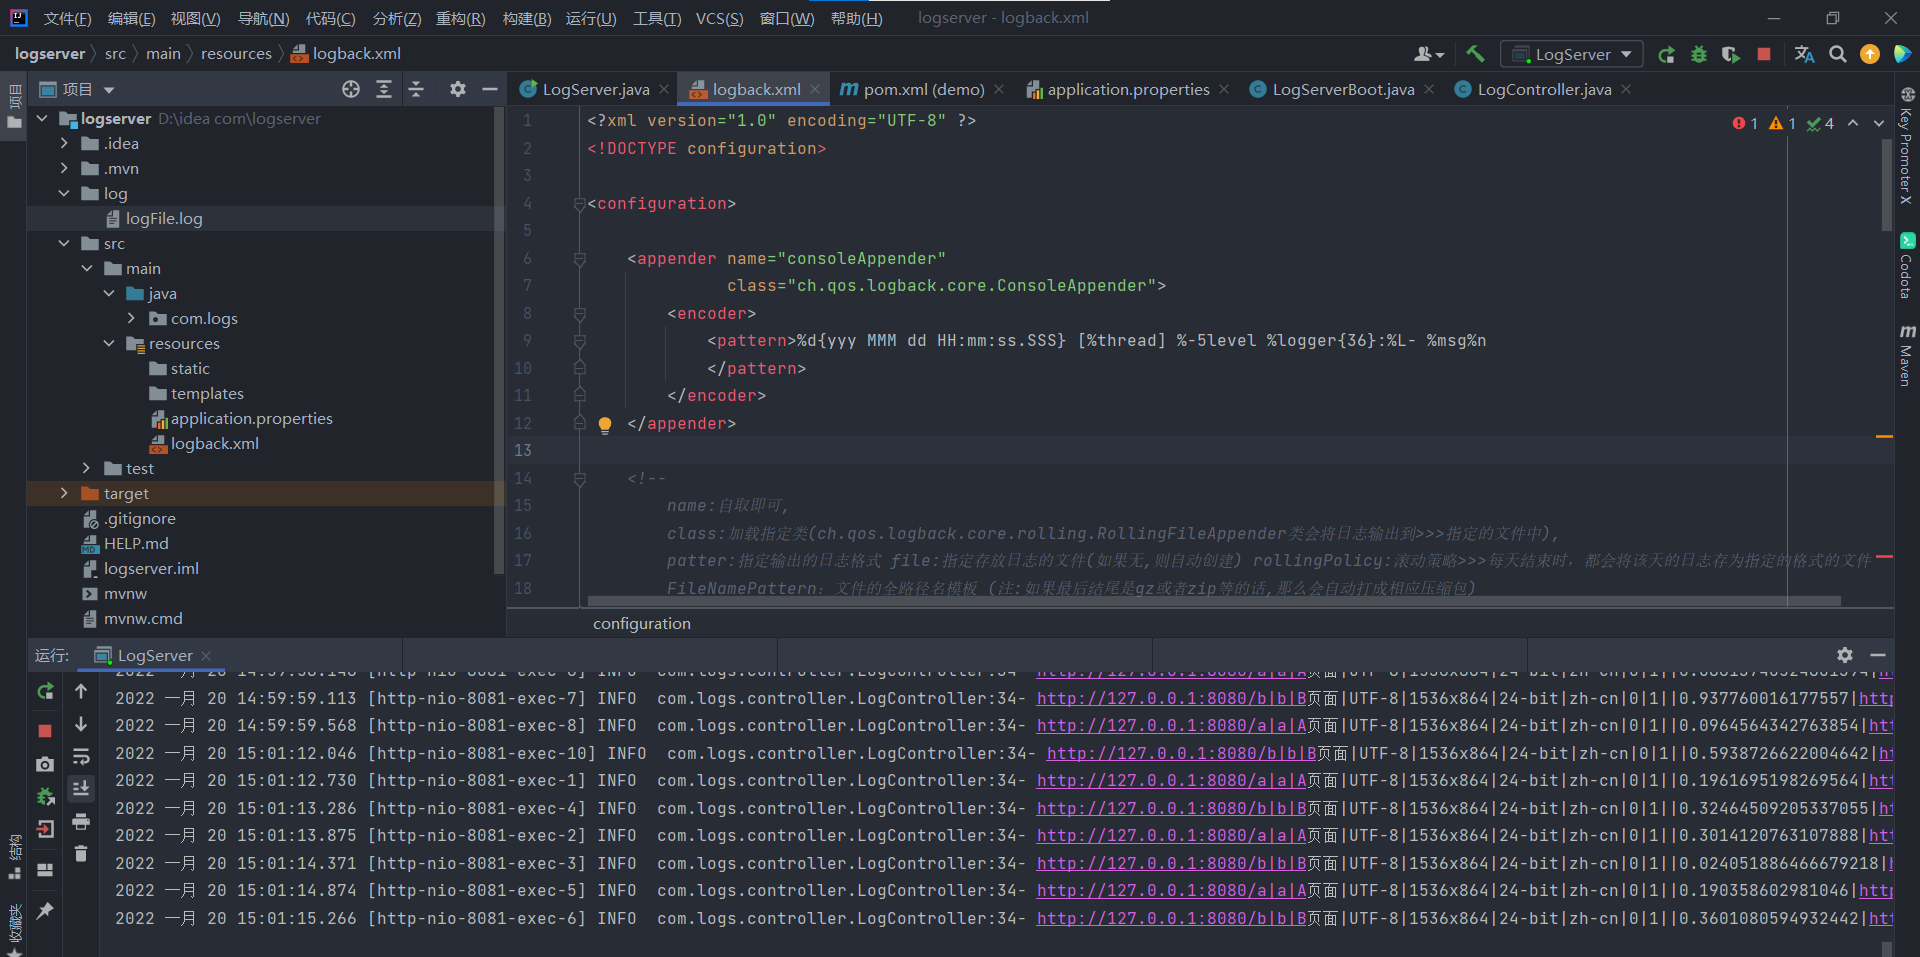 文件(F) 编辑(E) 视图(V) 导航(N) 代码(C) 分析(Z) 重构(R) 构建(B) 运行(U) 工具(T) VCS(S) 窗口(W) 帮助(H) logserver - logback.xml
logserver src main resources logback.xml
LogServer
项目
LogServer.java logback.xml pom.xml (demo) application.properties LogServerBoot.java LogController.java
项目
logserver D:\idea com\logserver
.idea
.mvn
log
logFile.log
src
main
java
com.logs
resources
static
templates
application.properties
logback.xml
test
target
.gitignore
HELP.md
logserver.iml
mvnw
mvnw.cmd
1 <?xml version="1.0" encoding="UTF-8" ?>
1 1 4
2 <!DOCTYPE configuration>
3
4 <configuration>
5
6 <appender name="consoleAppender"
7 class="ch.qos.logback.core.ConsoleAppender">
8 <encoder>
9 <pattern>%d{yyy MMM dd HH:mm:ss.SSS} [%thread] %-5level %logger{36}:%L- %msg%n
10 </pattern>
11 </encoder>
12 </appender>
13
14 <!--
15 name:自取即可,
16 class:加载指定类(ch.qos.logback.core.rolling.RollingFileAppender类会将日志输出到>>>指定的文件中),
17 patter:指定输出的日志格式 file:指定存放日志的文件(如果无,则自动创建) rollingPolicy:滚动策略>>>每天结束时，都会将该天的日志存为指定的格式的文件
18 FileNamePattern：文件的全路径名模板 (注:如果最后结尾是gz或者zip等的话,那么会自动打成相应压缩包)
configuration
Key Promoter X
Codota
Maven
运行: LogServer
结构
收藏夹
2022 一月 20 14:59:59.113 [http-nio-8081-exec-7] INFO com.logs.controller.LogController:34- http://127.0.0.1:8080/b|b|B页面|UTF-8|1536x864|24-bit|zh-cn|0|1||0.937760016177557|http
2022 一月 20 14:59:59.568 [http-nio-8081-exec-8] INFO com.logs.controller.LogController:34- http://127.0.0.1:8080/a|a|A页面|UTF-8|1536x864|24-bit|zh-cn|0|1||0.0964564342763854|ht
2022 一月 20 15:01:12.046 [http-nio-8081-exec-10] INFO com.logs.controller.LogController:34- http://127.0.0.1:8080/b|b|B页面|UTF-8|1536x864|24-bit|zh-cn|0|1||0.5938726622004642|h
2022 一月 20 15:01:12.730 [http-nio-8081-exec-1] INFO com.logs.controller.LogController:34- http://127.0.0.1:8080/a|a|A页面|UTF-8|1536x864|24-bit|zh-cn|0|1||0.1961695198269564|ht
2022 一月 20 15:01:13.286 [http-nio-8081-exec-4] INFO com.logs.controller.LogController:34- http://127.0.0.1:8080/b|b|B页面|UTF-8|1536x864|24-bit|zh-cn|0|1||0.32464509205337055|h
2022 一月 20 15:01:13.875 [http-nio-8081-exec-2] INFO com.logs.controller.LogController:34- http://127.0.0.1:8080/a|a|A页面|UTF-8|1536x864|24-bit|zh-cn|0|1||0.3014120763107888|ht
2022 一月 20 15:01:14.371 [http-nio-8081-exec-3] INFO com.logs.controller.LogController:34- http://127.0.0.1:8080/b|b|B页面|UTF-8|1536x864|24-bit|zh-cn|0|1||0.024051886466679218|h
2022 一月 20 15:01:14.874 [http-nio-8081-exec-5] INFO com.logs.controller.LogController:34- http://127.0.0.1:8080/a|a|A页面|UTF-8|1536x864|24-bit|zh-cn|0|1||0.190358602981046|http
2022 一月 20 15:01:15.266 [http-nio-8081-exec-6] INFO com.logs.controller.LogController:34- http://127.0.0.1:8080/b|b|B页面|UTF-8|1536x864|24-bit|zh-cn|0|1||0.3601080594932442|ht